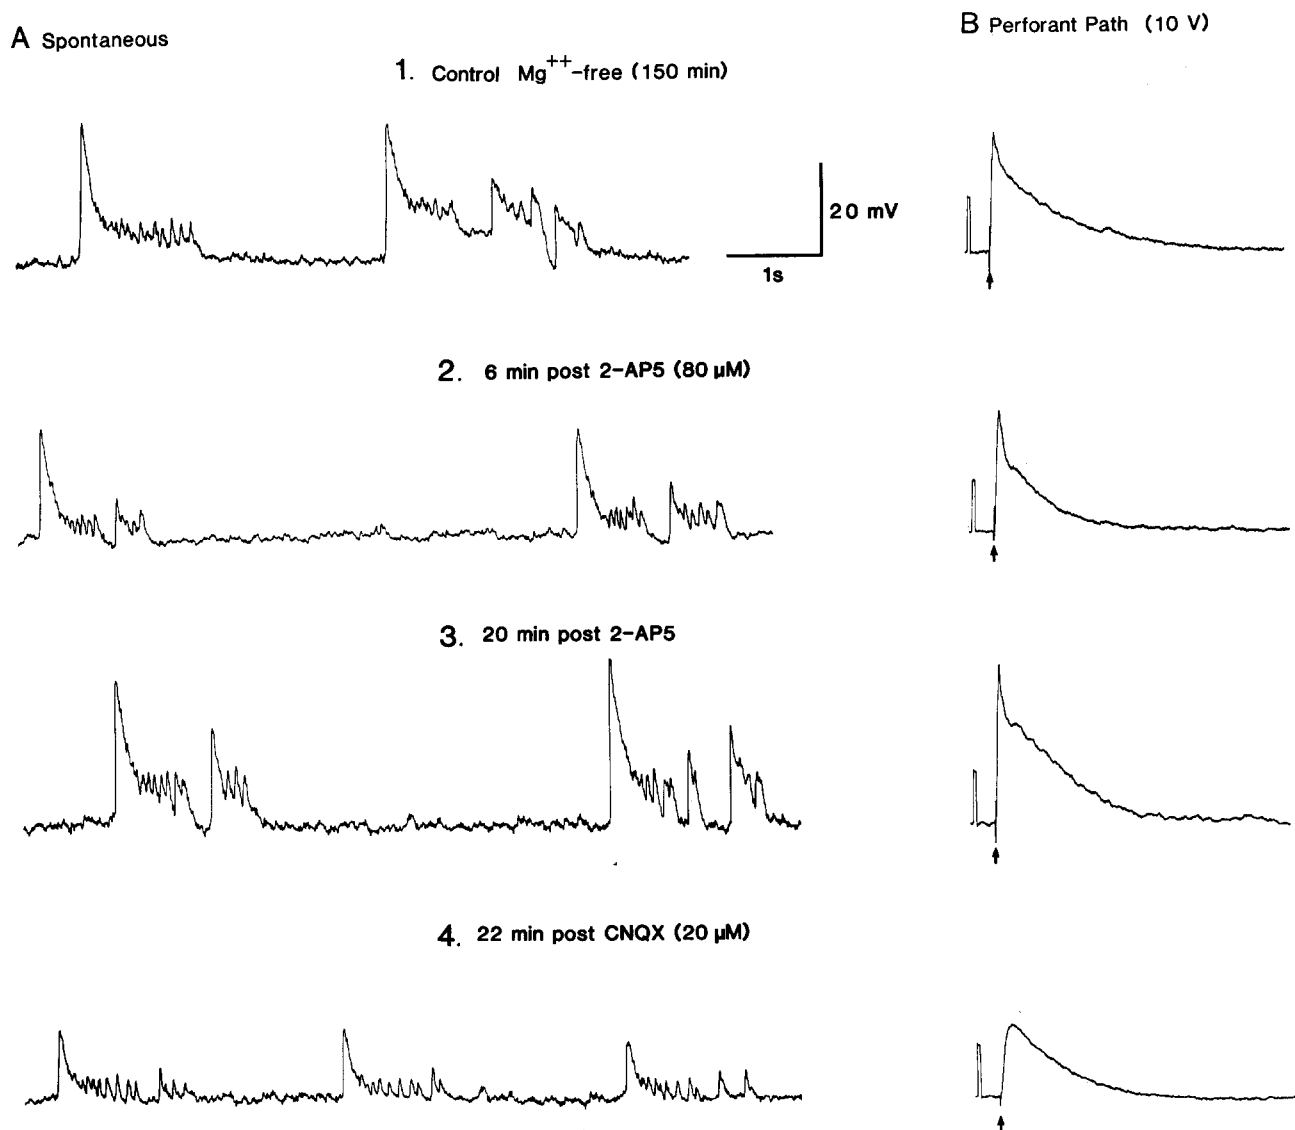 A Spontaneous
B Perforant Path (10 V)
1. Control Mg++-free (150 min)
20 mV
1s
2. 6 min post 2-AP5 (80 µM)
3. 20 min post 2-AP5
4. 22 min post CNQX (20 µM)